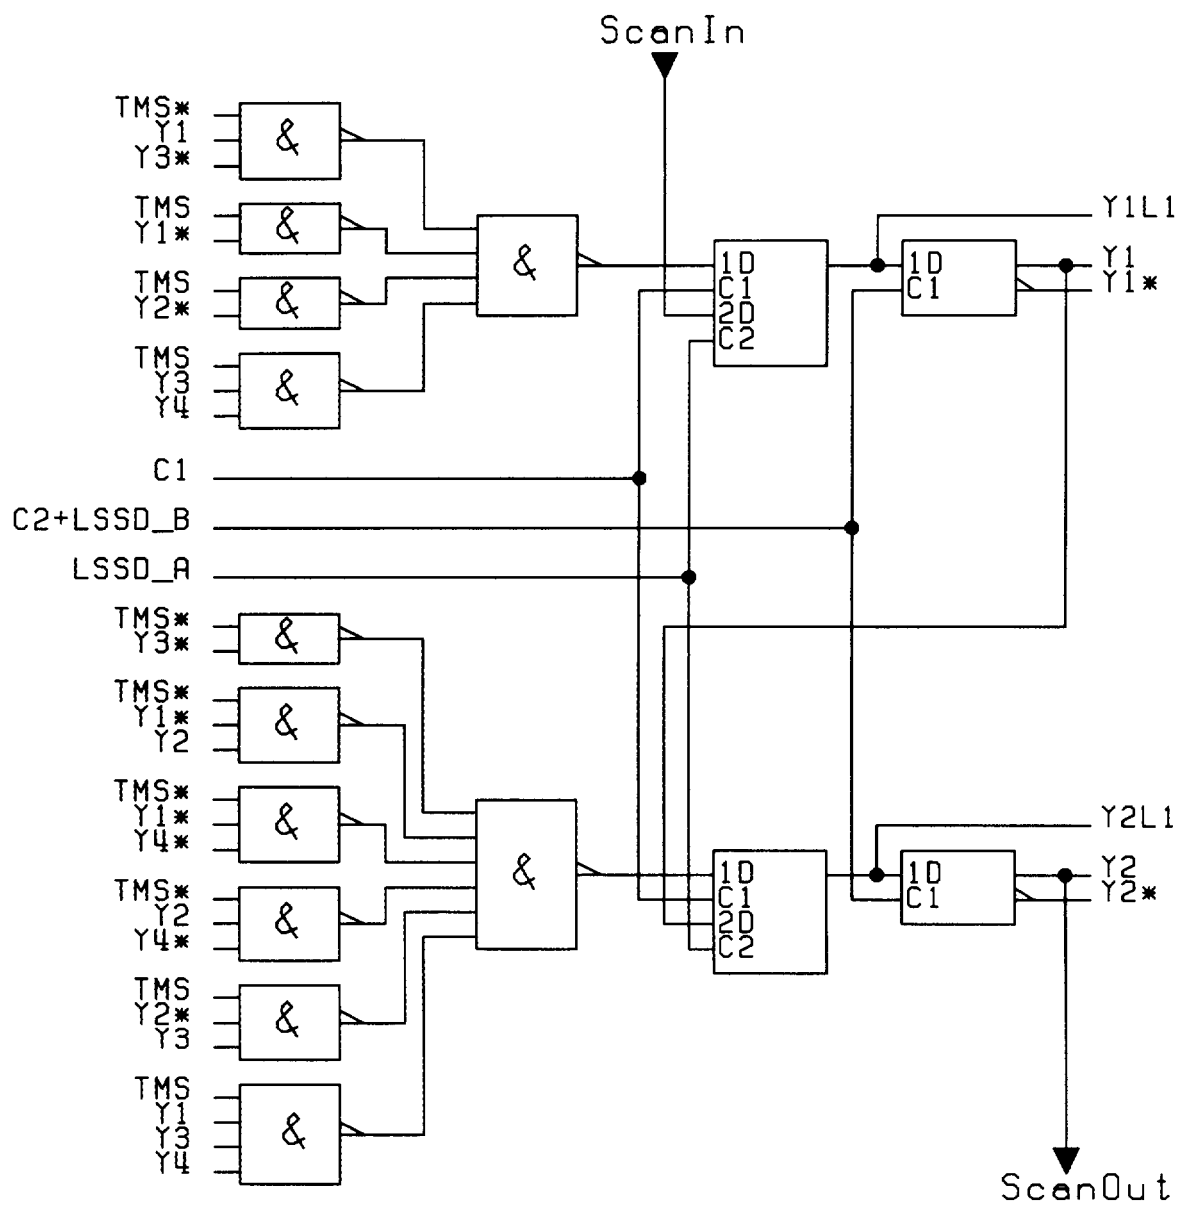 ScanIn
TMS*
Y1
Y3*
&
TMS
Y1*
&
TMS
Y2*
&
TMS
Y3
Y4
&
&
1D
C1
2D
C2
1D
C1
Y1L1
Y1
Y1*
C1
C2+LSSD_B
LSSD_A
TMS*
Y3*
&
TMS*
Y1*
Y2
&
TMS*
Y1*
Y4*
&
TMS*
Y2
Y4*
&
TMS
Y2*
Y3
&
TMS
Y1
Y3
Y4
&
&
1D
C1
2D
C2
1D
C1
Y2L1
Y2
Y2*
ScanOut